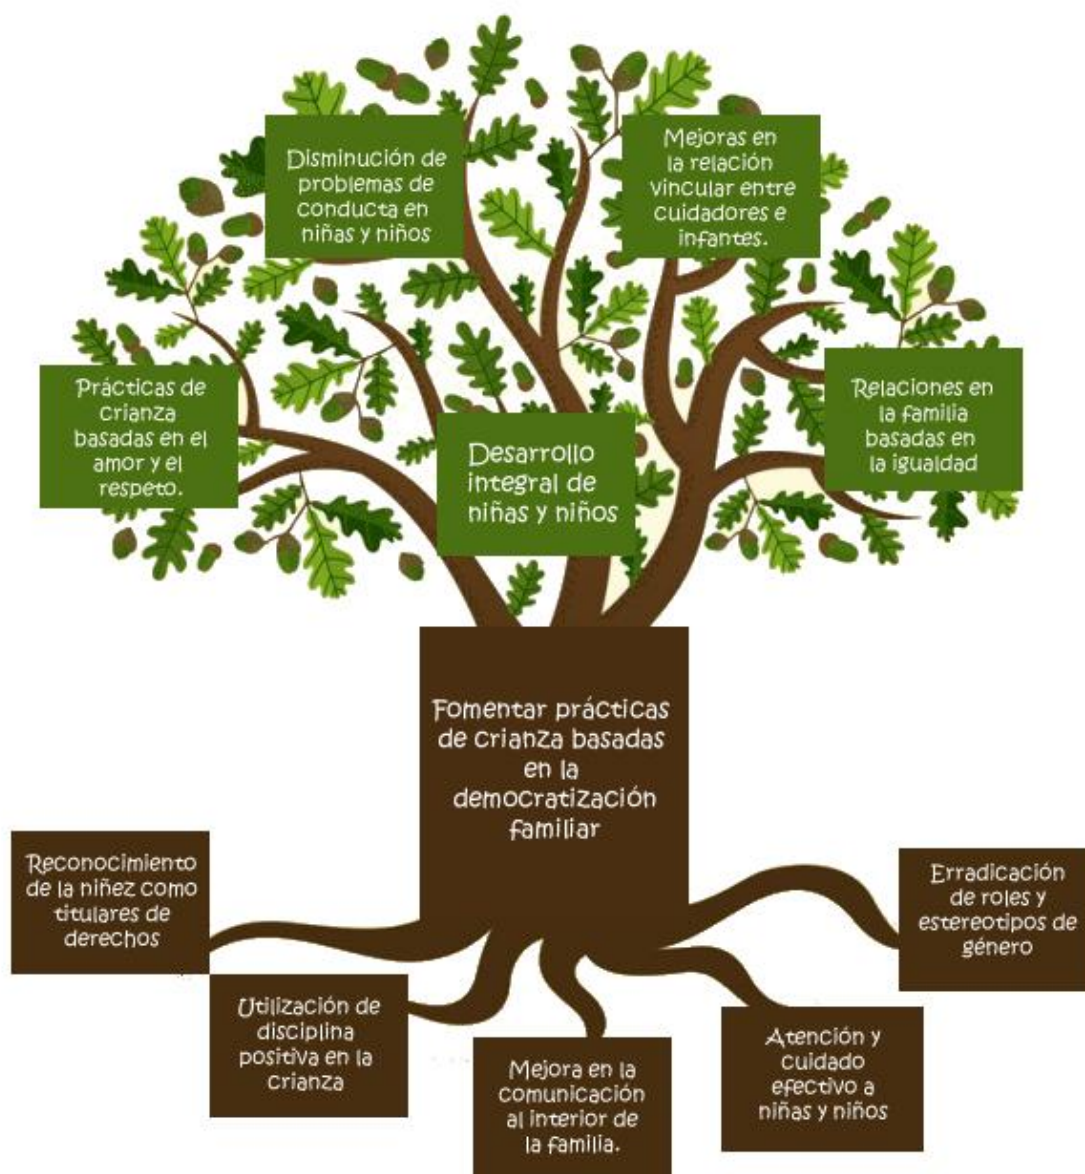 Disminución de
problemas de
conducta en
niñas y niños
Mejoras en
la relación
vincular entre
cuidadores e
infantes.
Prácticas de
crianza
basadas en el
amor y el
respeto.
Desarrollo
integral de
niñas y niños
Relaciones en
la familia
basadas en
la igualdad
Fomentar prácticas
de crianza basadas
en la
democratización
familiar
Reconocimiento
de la niñez como
titulares de
derechos
Utilización de
disciplina
positiva en la
crianza
Mejora en la
comunicación
al interior de
la familia.
Atención y
cuidado
efectivo a
niñas y niños
Erradicación
de roles y
estereotipos de
género